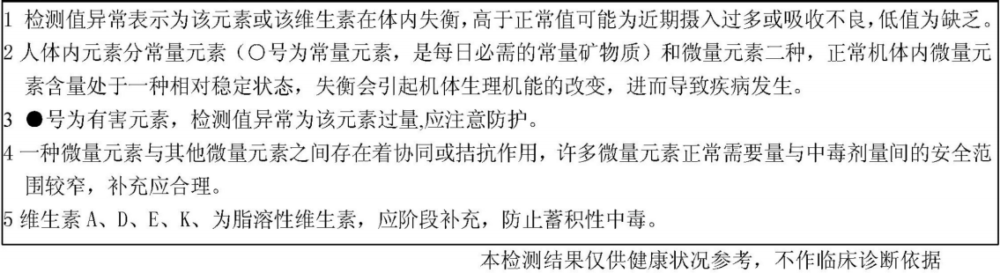 1 检测值异常表示为该元素或该维生素在体内失衡,高于正常值可能为近期摄入过多或吸收不良,低值为缺乏。
2 人体内元素分常量元素（○号为常量元素，是每日必需的常量矿物质）和微量元素二种，正常机体内微量元
素含量处于一种相对稳定状态，失衡会引起机体生理机能的改变，进而导致疾病发生。
3 ●号为有害元素，检测值异常为该元素过量,应注意防护。
4 一种微量元素与其他微量元素之间存在着协同或拮抗作用，许多微量元素正常需要量与中毒剂量间的安全范
围较窄，补充应合理。
5 维生素 A、D、E、K、为脂溶性维生素，应阶段补充，防止蓄积性中毒。
本检测结果仅供健康状况参考，不作临床诊断依据